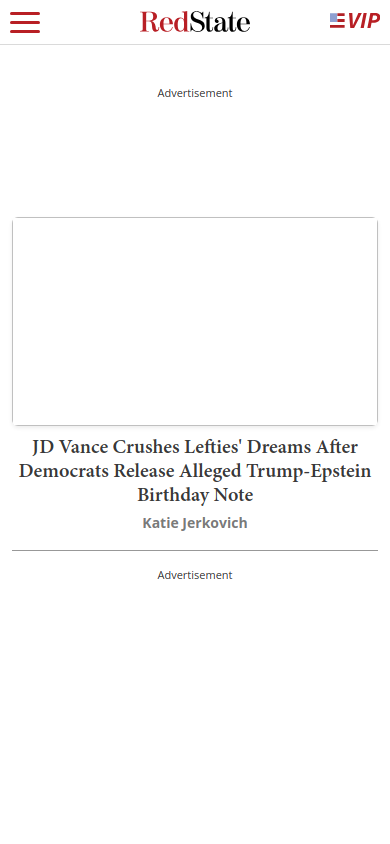 RedState
VIP
Advertisement
JD Vance Crushes Lefties' Dreams After
Democrats Release Alleged Trump-Epstein
Birthday Note
Katie Jerkovich
Advertisement